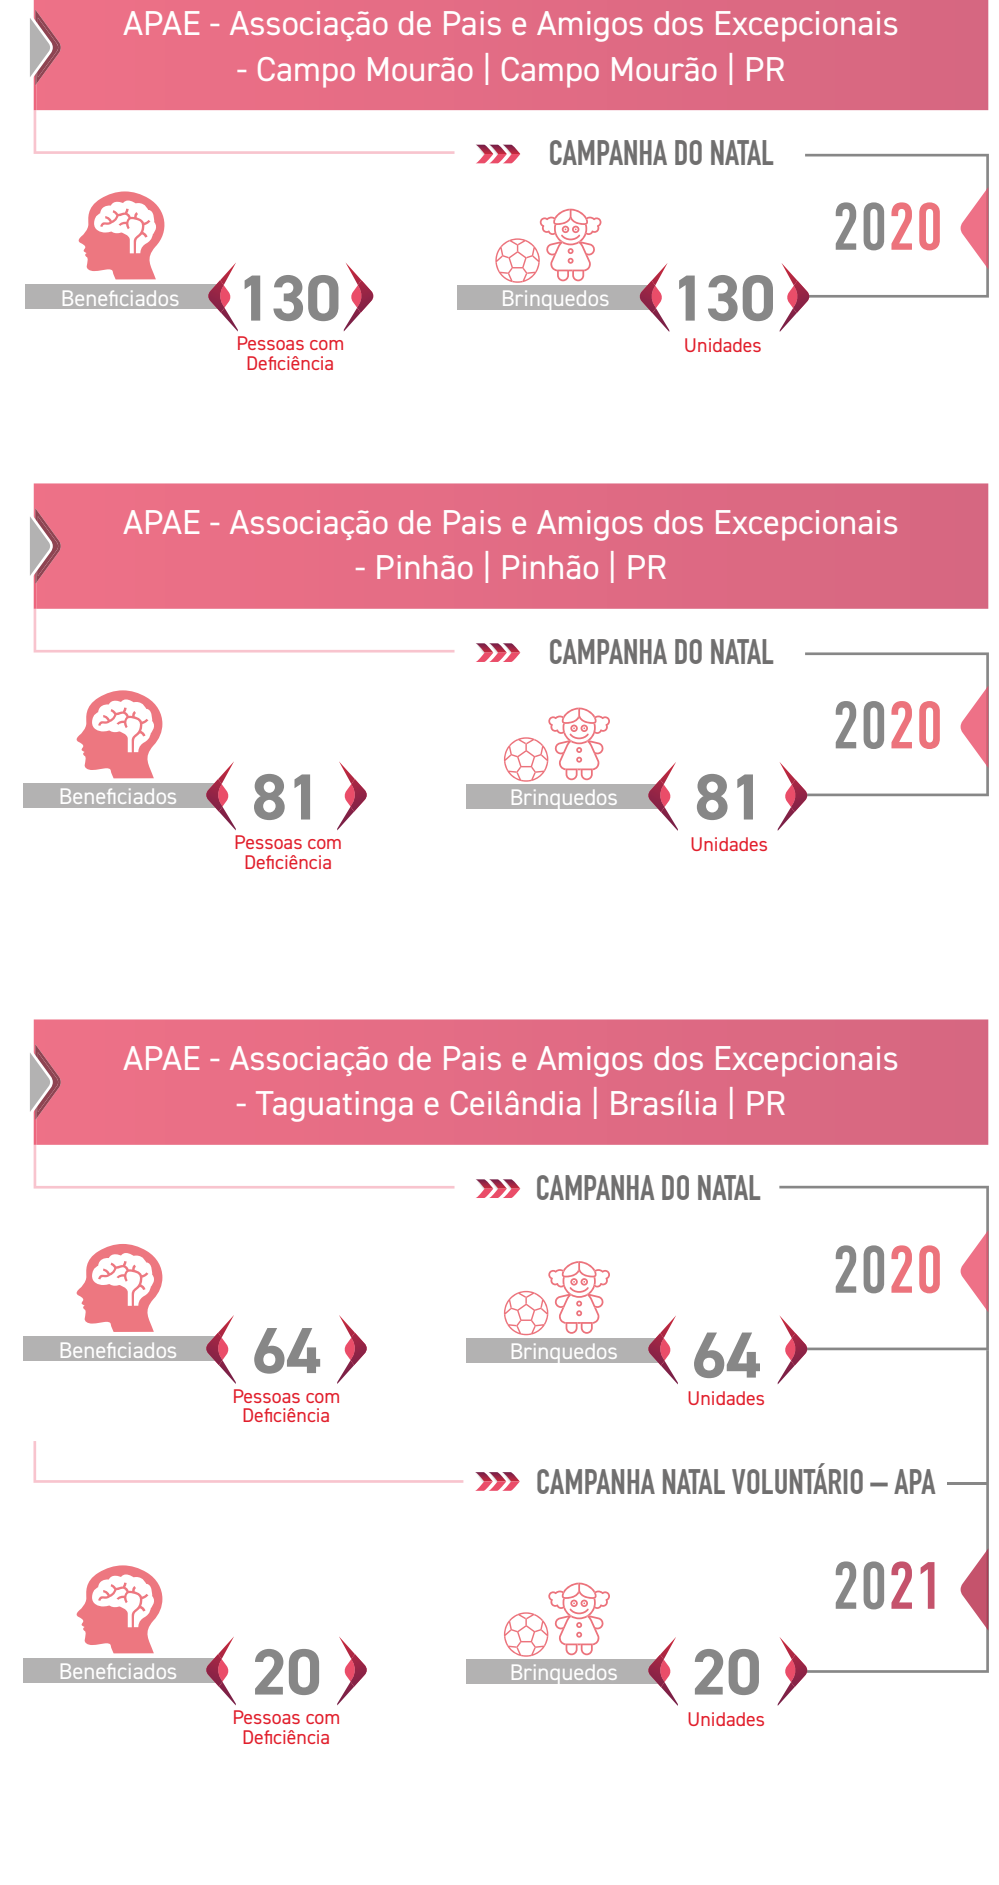 APAE - Associação de Pais e Amigos dos Excepcionais
- Campo Mourão | Campo Mourão | PR
CAMPANHA DO NATAL
2020
Beneficiados
130
Pessoas com
Deficiência
Brinquedos
130
Unidades
APAE - Associação de Pais e Amigos dos Excepcionais
- Pinhão | Pinhão | PR
CAMPANHA DO NATAL
2020
Beneficiados
81
Pessoas com
Deficiência
Brinquedos
81
Unidades
APAE - Associação de Pais e Amigos dos Excepcionais
- Taguatinga e Ceilândia | Brasília | PR
CAMPANHA DO NATAL
2020
Beneficiados
64
Pessoas com
Deficiência
Brinquedos
64
Unidades
CAMPANHA NATAL VOLUNTÁRIO – APA
2021
Beneficiados
20
Pessoas com
Deficiência
Brinquedos
20
Unidades